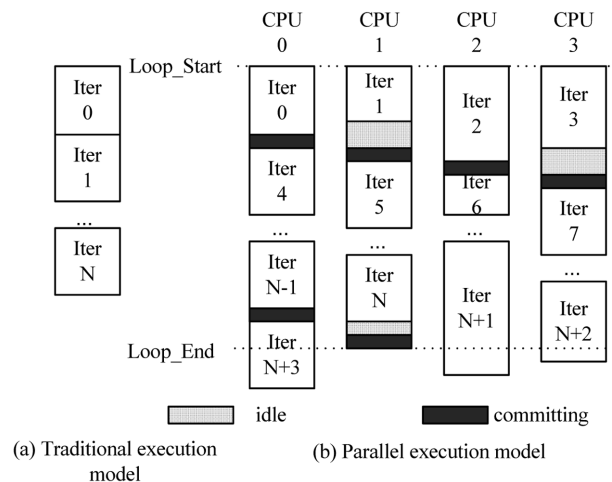 CPU
0
CPU
1
CPU
2
CPU
3
Loop_Start
Iter
0
Iter
1
...
Iter
N
Iter
0
Iter
4
...
Iter
N-1
Iter
N+3
Iter
1
Iter
5
...
Iter
N
Iter
2
Iter
6
...
Iter
N+1
Iter
3
Iter
7
...
Iter
N+2
Loop_End
idle
committing
(a) Traditional execution
model
(b) Parallel execution model